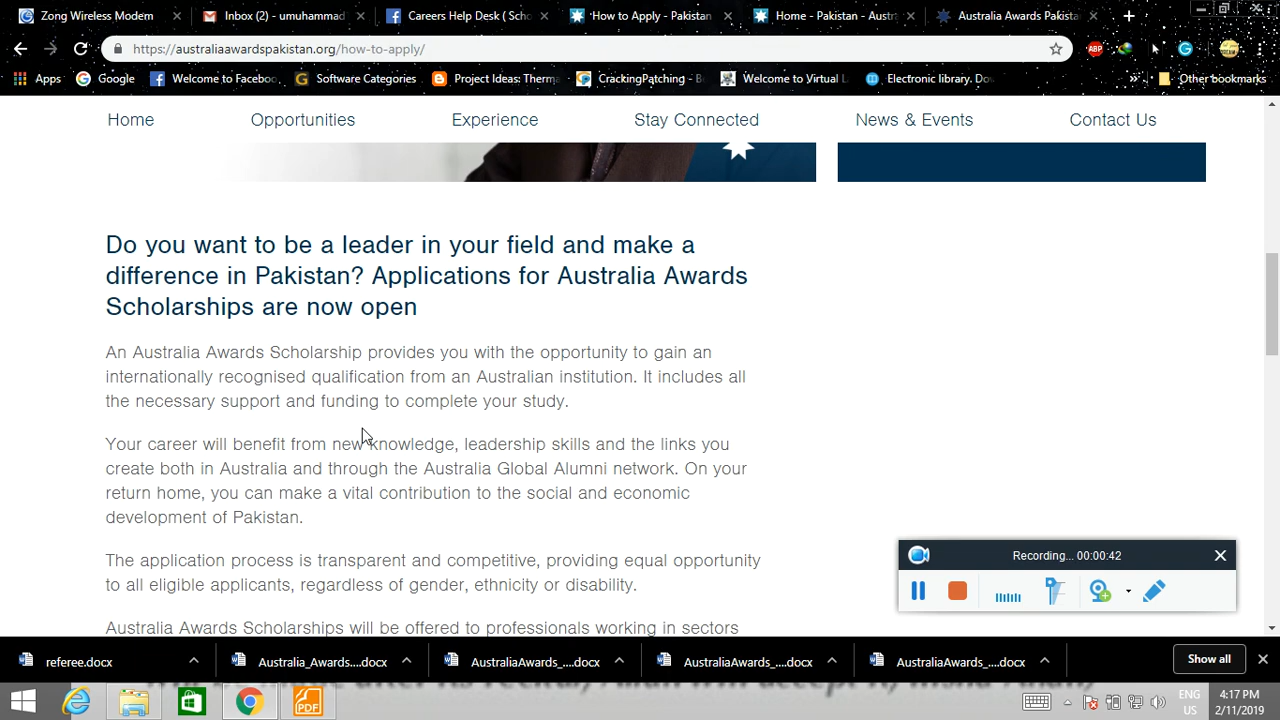 Zong Wireless Modem
Inbox (2) - umuhammad
Careers Help Desk ( Scho
How to Apply - Pakistan
Home - Pakistan - Austra
Australia Awards Pakista
https://australiaawardspakistan.org/how-to-apply/
ABP
Apps
Google
Welcome to Faceboo
Software Categories
Project Ideas: Therma
CrackingPatching - B
Welcome to Virtual L
Electronic library. Do
Other bookmarks
Home
Opportunities
Experience
Stay Connected
News & Events
Contact Us
Do you want to be a leader in your field and make a
difference in Pakistan? Applications for Australia Awards
Scholarships are now open
An Australia Awards Scholarship provides you with the opportunity to gain an
internationally recognised qualification from an Australian institution. It includes all
the necessary support and funding to complete your study.
Your career will benefit from new knowledge, leadership skills and the links you
create both in Australia and through the Australia Global Alumni network. On your
return home, you can make a vital contribution to the social and economic
development of Pakistan.
The application process is transparent and competitive, providing equal opportunity
to all eligible applicants, regardless of gender, ethnicity or disability.
Australia Awards Scholarships will be offered to professionals working in sectors
Recording... 00:00:42
referee.docx
Australia_Awards....docx
AustraliaAwards_....docx
AustraliaAwards_....docx
AustraliaAwards_....docx
Show all
PDF
ENG
US
4:17 PM
2/11/2019